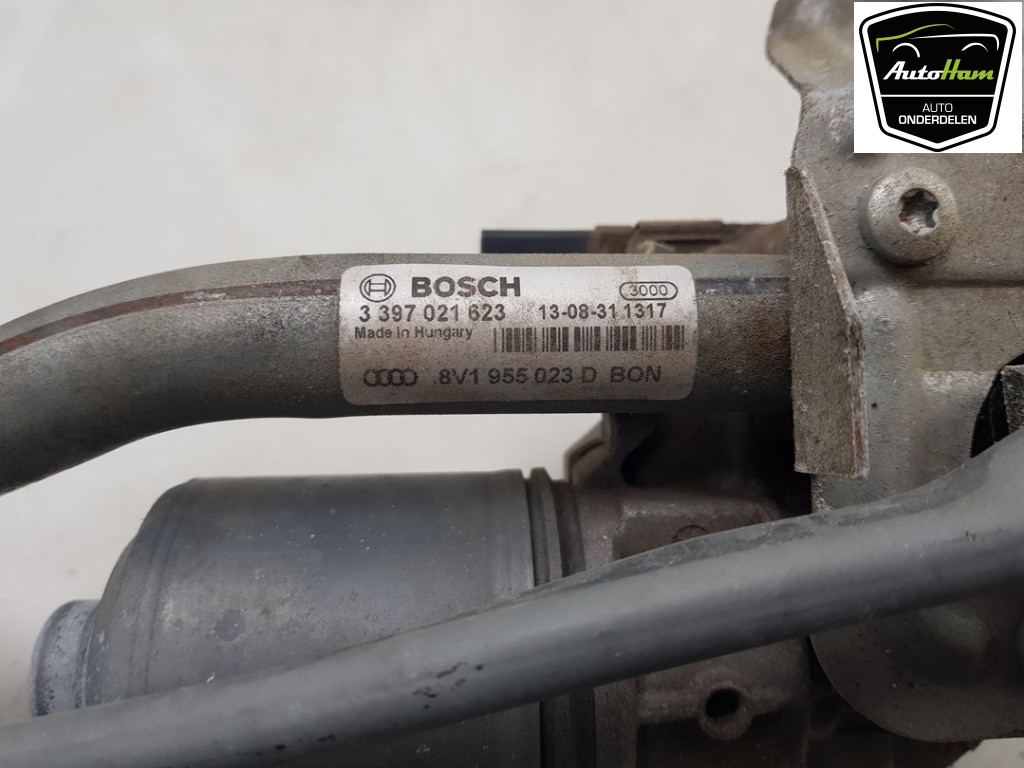 AutoHam
AUTO
ONDERDELEN
BOSCH 3000
3 397 021 623 13-08-31 1317
Made in Hungary
8V1 955 023 D BON